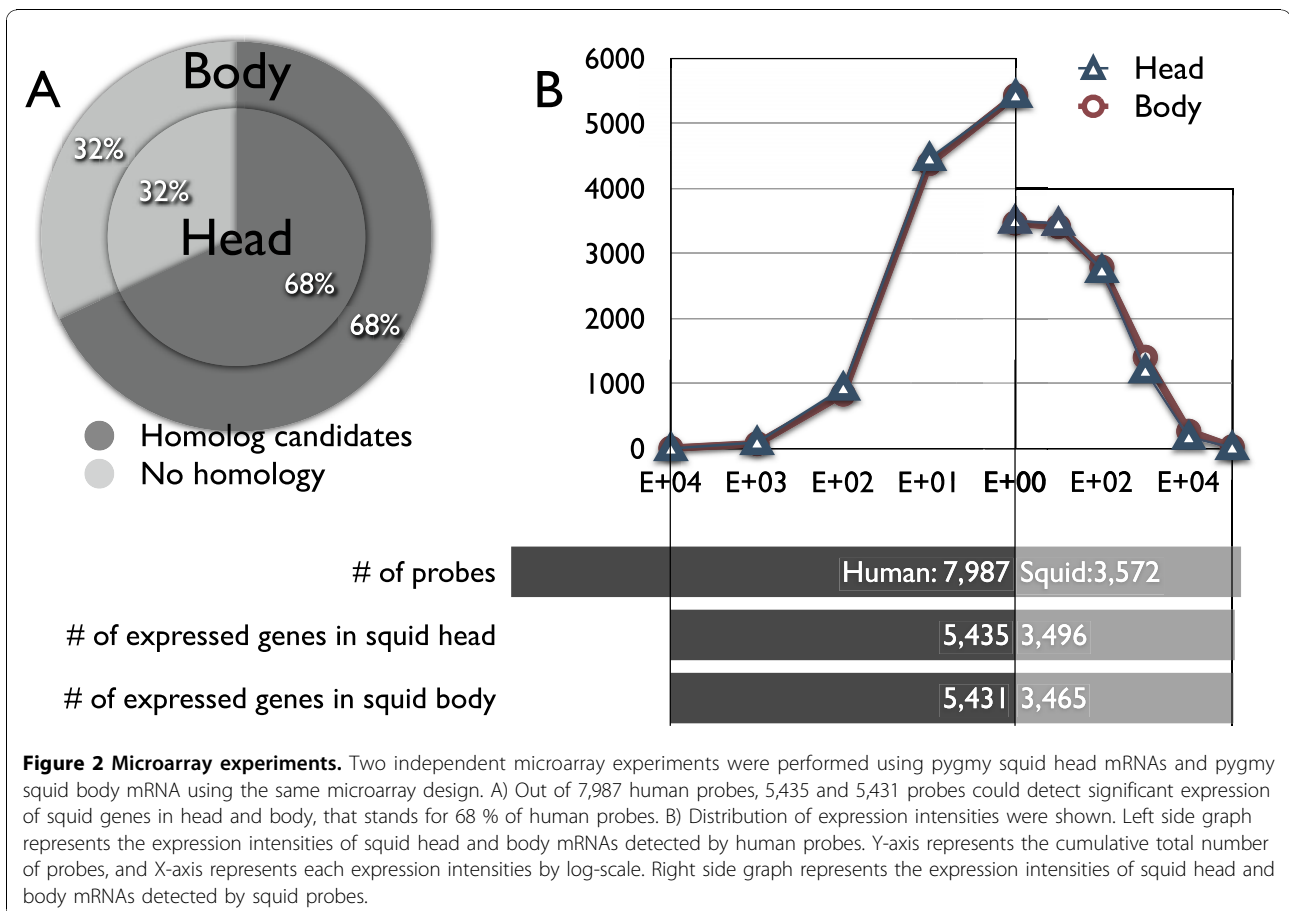 A
Body
32%
32%
Head
68%
68%
Homolog candidates
No homology
B
6000
5000
4000
3000
2000
1000
0
Head
Body
E+04 E+03 E+02 E+01 E+00 E+02 E+04
# of probes Human: 7,987 Squid:3,572
# of expressed genes in squid head 5,435 3,496
# of expressed genes in squid body 5,431 3,465
Figure 2 Microarray experiments. Two independent microarray experiments were performed using pygmy squid head mRNAs and pygmy
squid body mRNA using the same microarray design. A) Out of 7,987 human probes, 5,435 and 5,431 probes could detect significant expression
of squid genes in head and body, that stands for 68 % of human probes. B) Distribution of expression intensities were shown. Left side graph
represents the expression intensities of squid head and body mRNAs detected by human probes. Y-axis represents the cumulative total number
of probes, and X-axis represents each expression intensities by log-scale. Right side graph represents the expression intensities of squid head and
body mRNAs detected by squid probes.